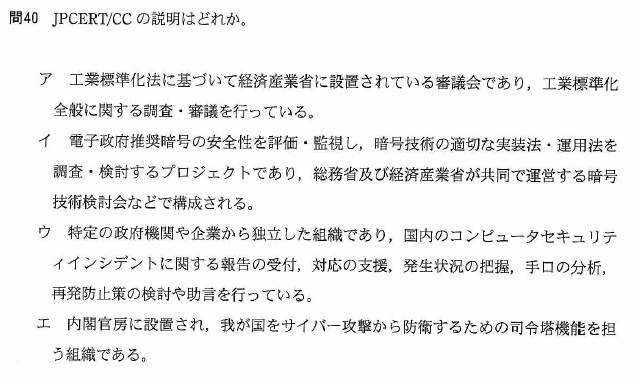 問40 JPCERT/CC の説明はどれか。
ア 工業標準化法に基づいて経済産業省に設置されている審議会であり，工業標準化
全般に関する調査・審議を行っている。
イ 電子政府推奨暗号の安全性を評価・監視し，暗号技術の適切な実装法・運用法を
調査・検討するプロジェクトであり，総務省及び経済産業省が共同で運営する暗号
技術検討会などで構成される。
ウ 特定の政府機関や企業から独立した組織であり，国内のコンピュータセキュリテ
ィインシデントに関する報告の受付，対応の支援，発生状況の把握，手口の分析，
再発防止策の検討や助言を行っている。
エ 内閣官房に設置され，我が国をサイバー攻撃から防衛するための司令塔機能を担
う組織である。